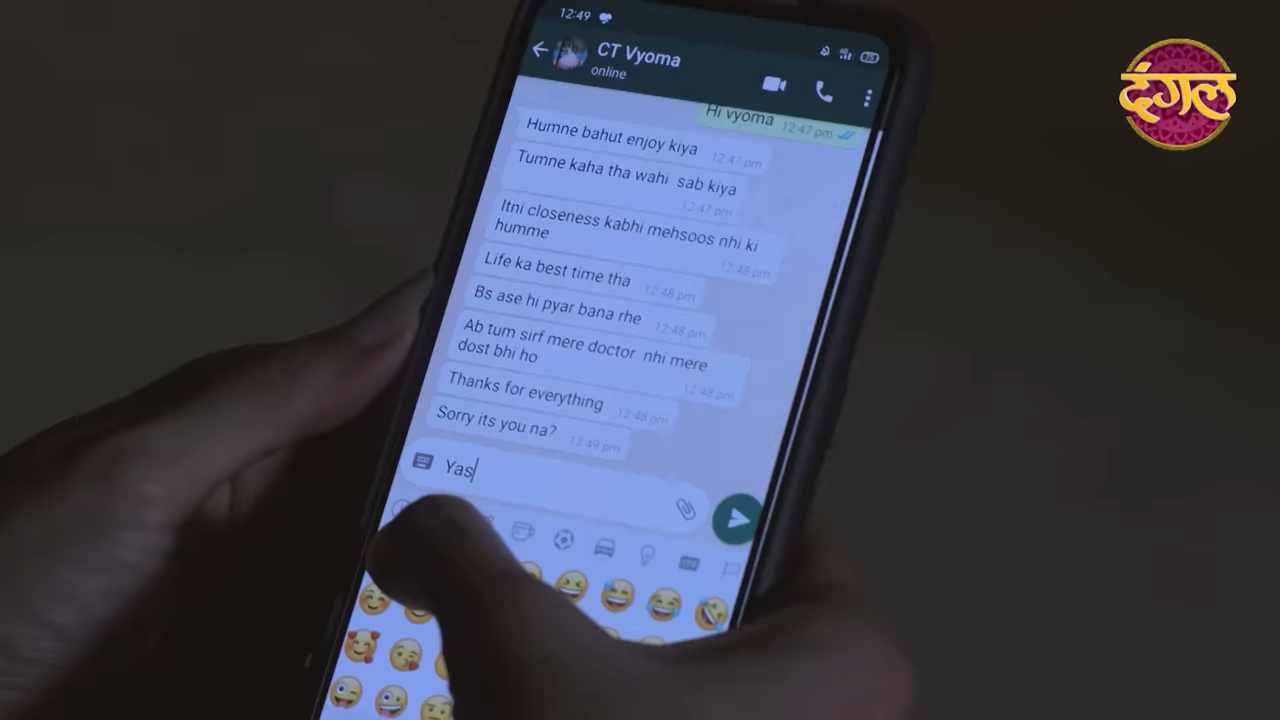 12:49
CT Vyoma
online
Hi vyoma
12:47 pm
Humne bahut enjoy kiya
12:47 pm
Tumne kaha tha wahi sab kiya
12:47 pm
Itni closeness kabhi mehsoos nhi ki
humme
12:48 pm
Life ka best time tha
12:48 pm
Bs ase hi pyar bana rhe
12:48 pm
Ab tum sirf mere doctor nhi mere
dost bhi ho
12:48 pm
Thanks for everything
12:48 pm
Sorry its you na?
12:49 pm
Yas
दंगल